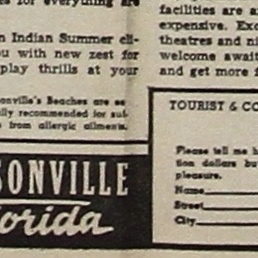 for everything are
n Indian Summer cli-
u with new zest for
play thrills at your
onville's Beaches are es-
lly recommended for suf-
from allergic ailments.
SONVILLE
orida
facilities are a
expensive. Exc
theatres and ni
welcome await
and get more f
TOURIST & CO
Please tell me h
tion dollars bu
pleasure.
Name
Street
City